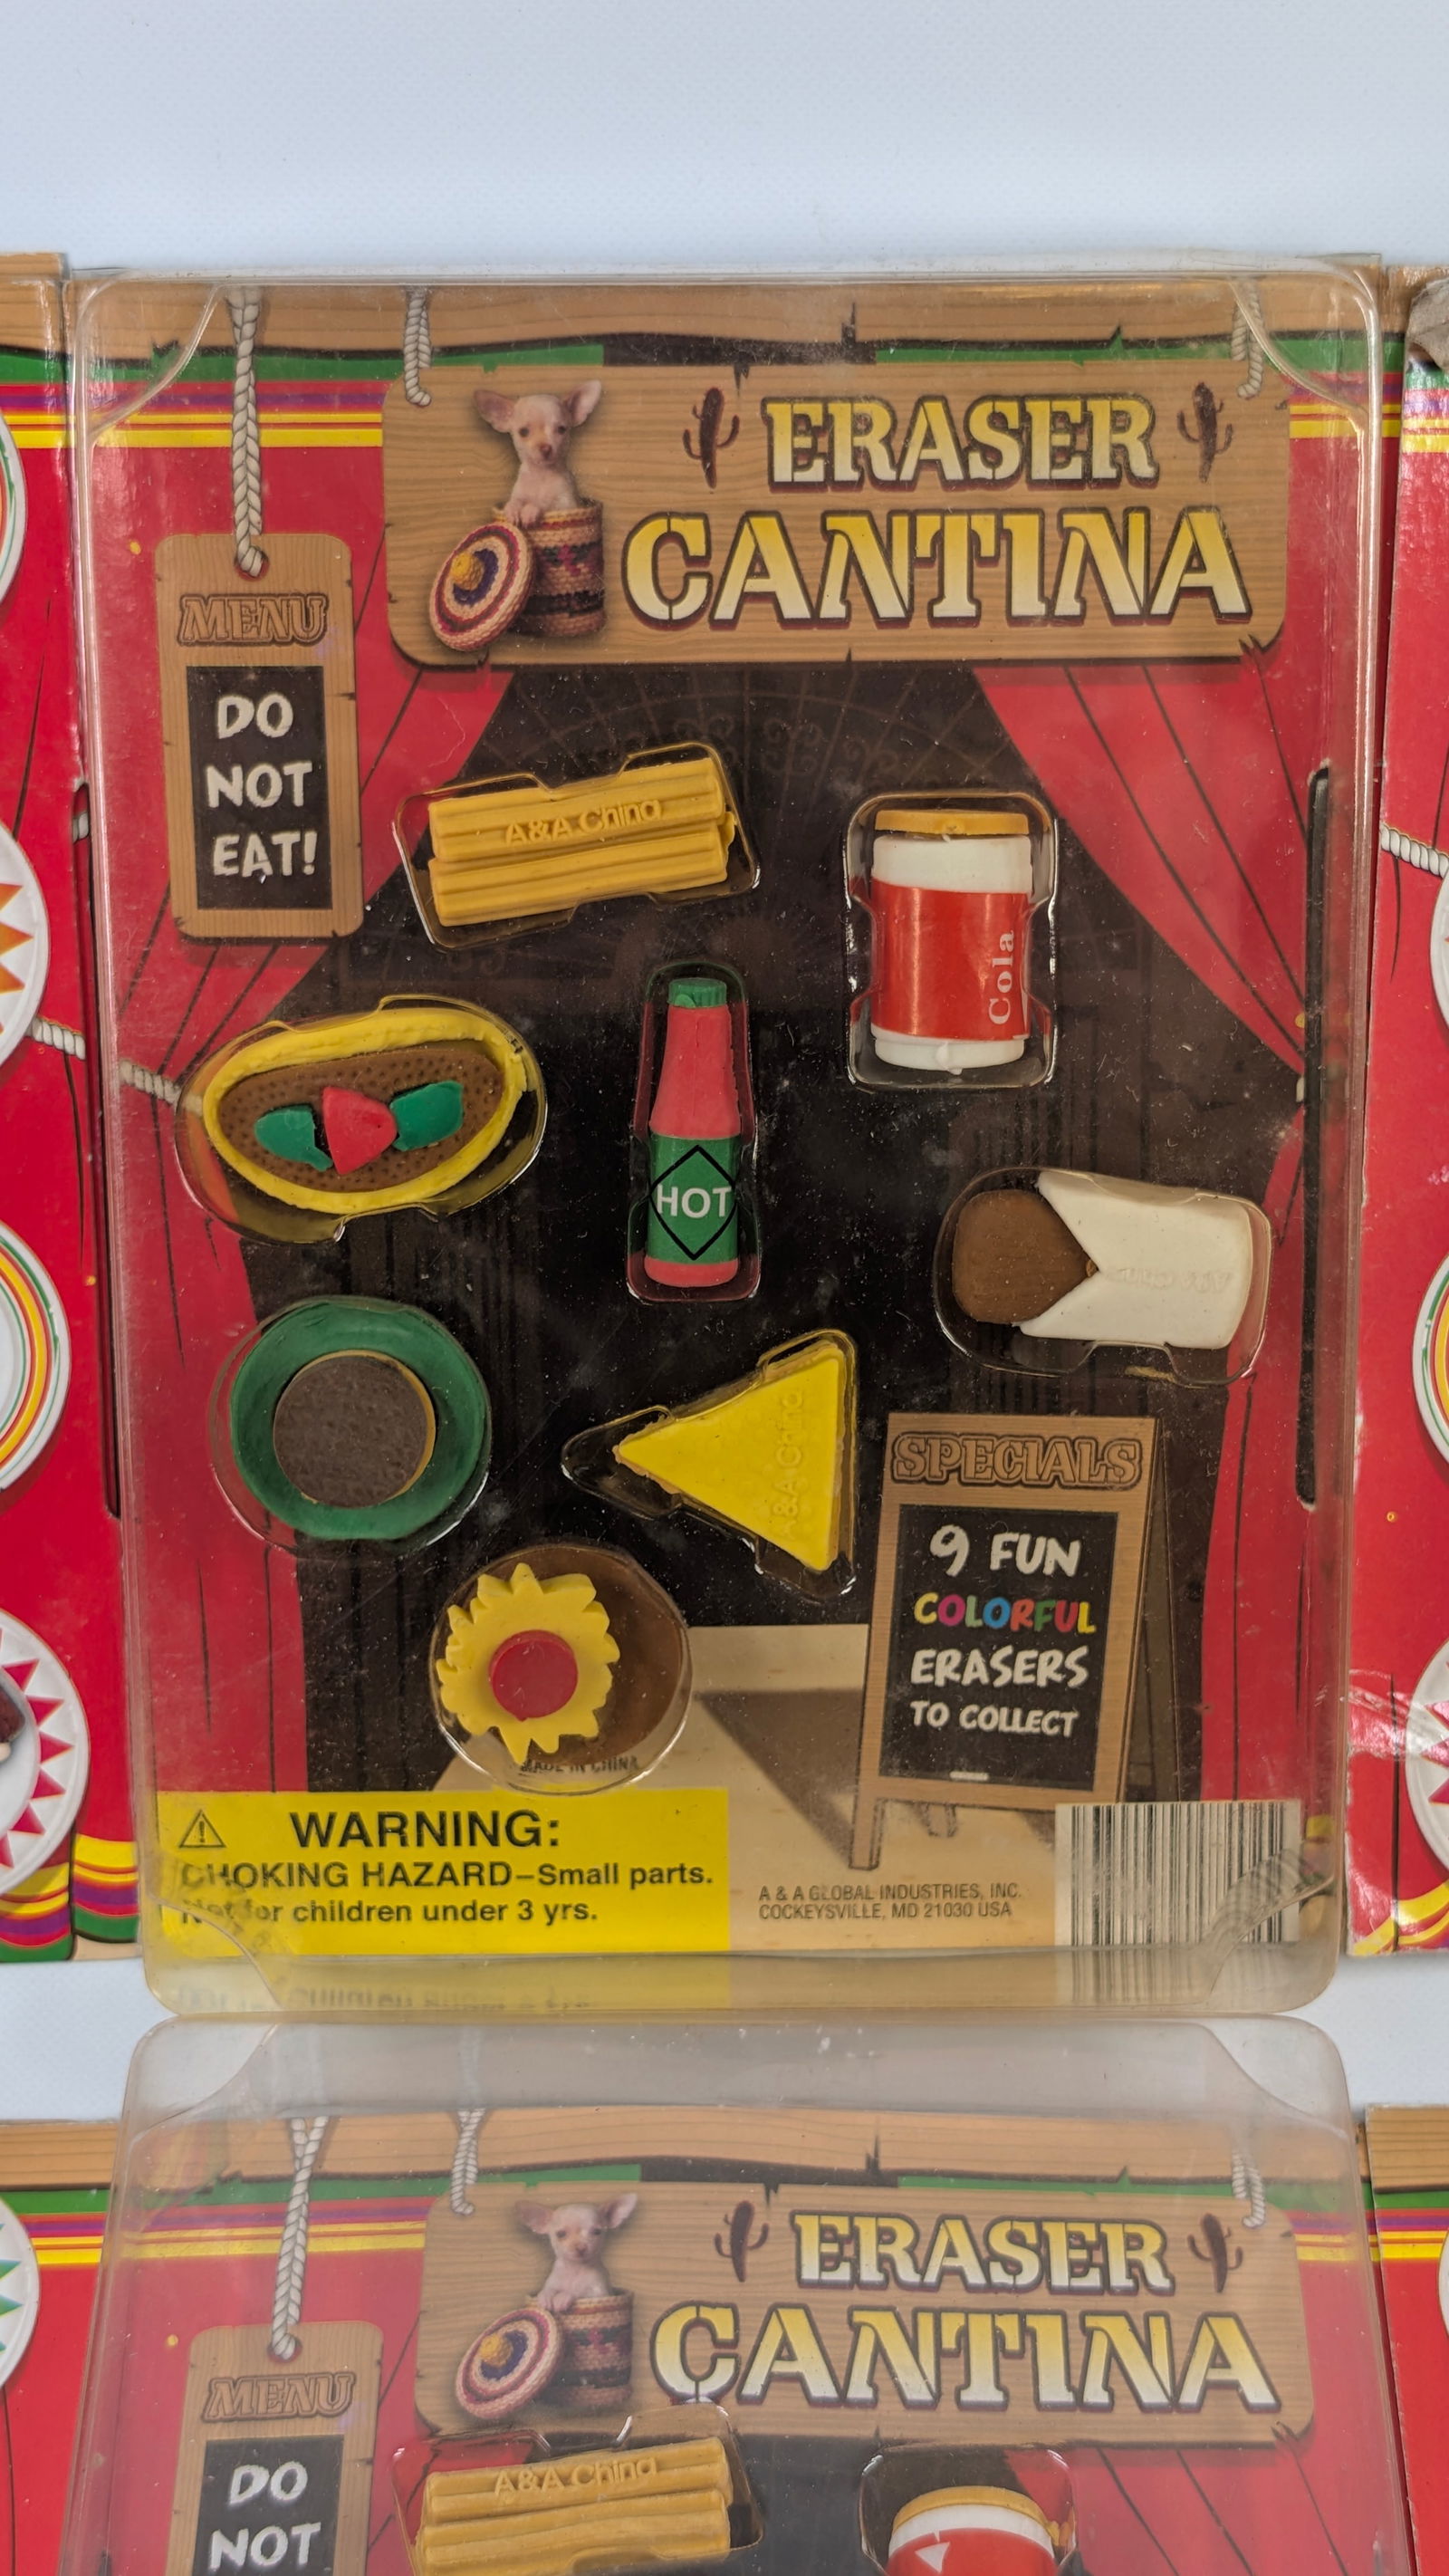 ERASER
CANTINA
MENU
DO
NOT
EAT!
A&A China
Cola
HOT
A&A China
SPECIALS
9 FUN
COLORFUL
ERASERS
TO COLLECT
MADE IN CHINA
WARNING:
CHOKING HAZARD–Small parts.
Not for children under 3 yrs.
A & A GLOBAL INDUSTRIES, INC.
COCKEYSVILLE, MD 21030 USA
ERASER
CANTINA
MENU
DO
NOT
A&A China